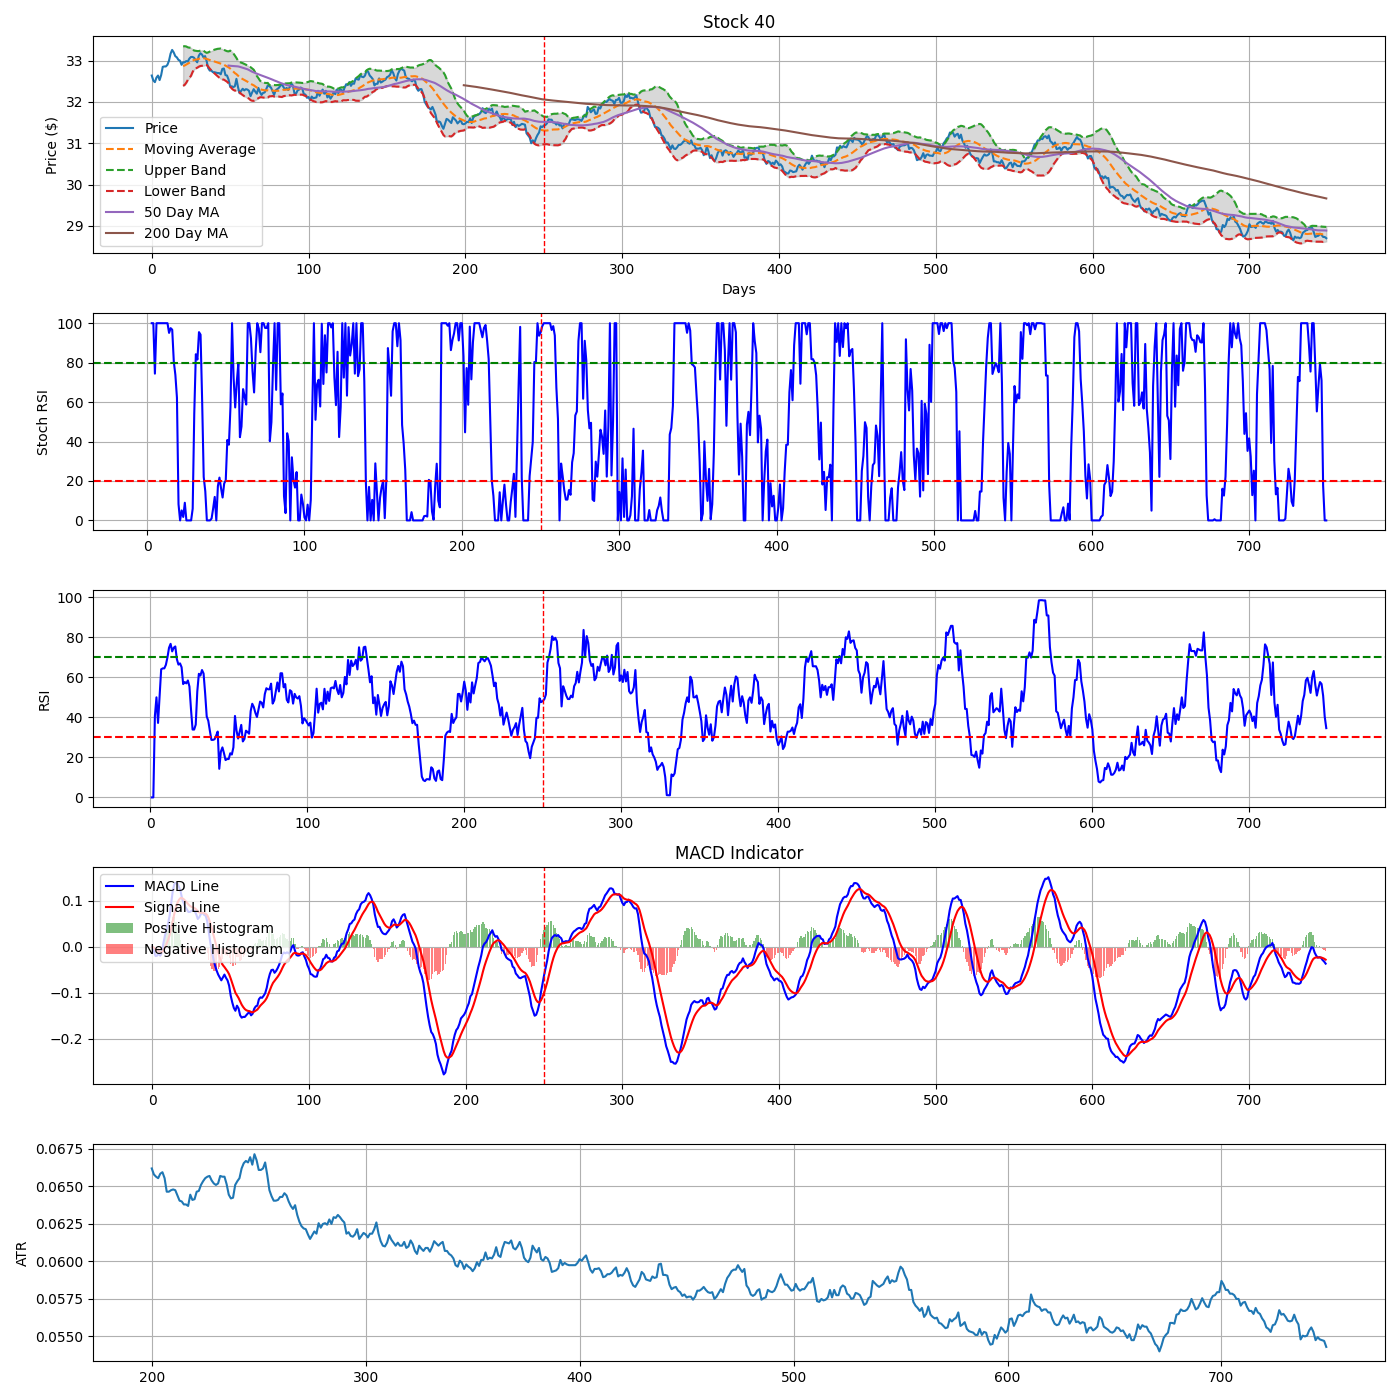 Stock 40
33
32
31
30
29
Price ($)
Price
Moving Average
Upper Band
Lower Band
50 Day MA
200 Day MA
0 100 200 300 400 500 600 700
Days
100
80
60
40
20
0
Stoch RSI
0 100 200 300 400 500 600 700
100
80
60
40
20
0
RSI
0 100 200 300 400 500 600 700
MACD Indicator
0.1
0.0
−0.1
−0.2
MACD Line
Signal Line
Positive Histogram
Negative Histogram
0 100 200 300 400 500 600 700
0.0675
0.0650
0.0625
0.0600
0.0575
0.0550
ATR
200 300 400 500 600 700